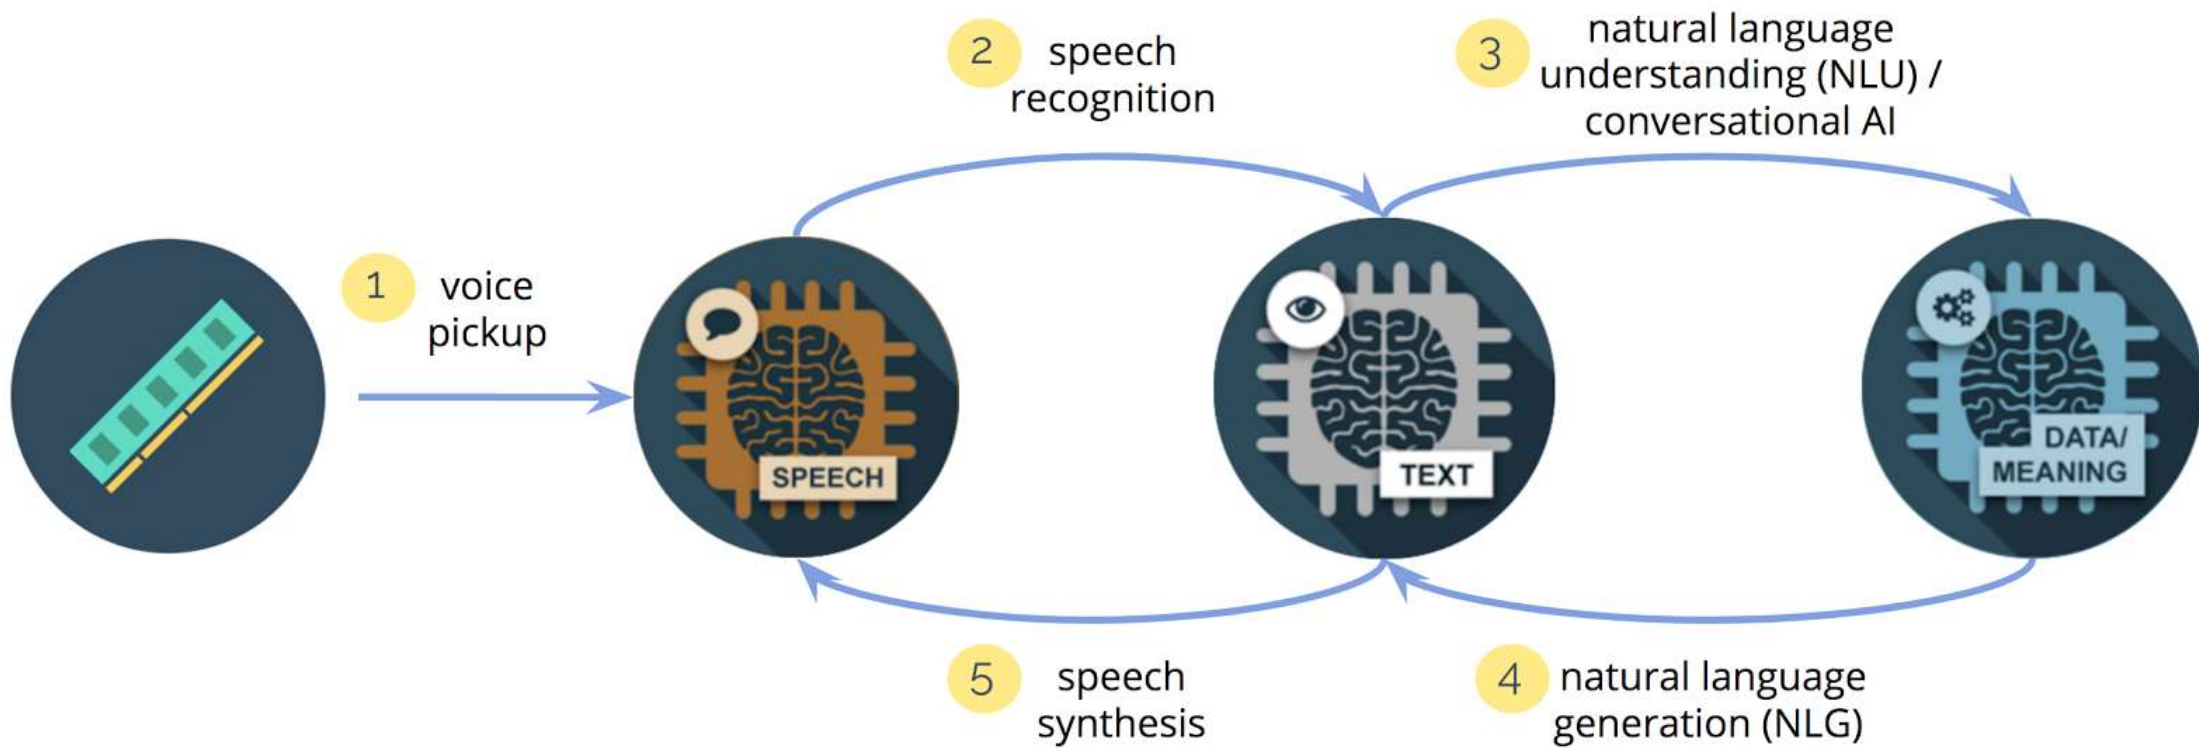 1
voice
pickup
2
speech
recognition
3
natural language
understanding (NLU) /
conversational AI
SPEECH
TEXT
DATA/
MEANING
4
natural language
generation (NLG)
5
speech
synthesis